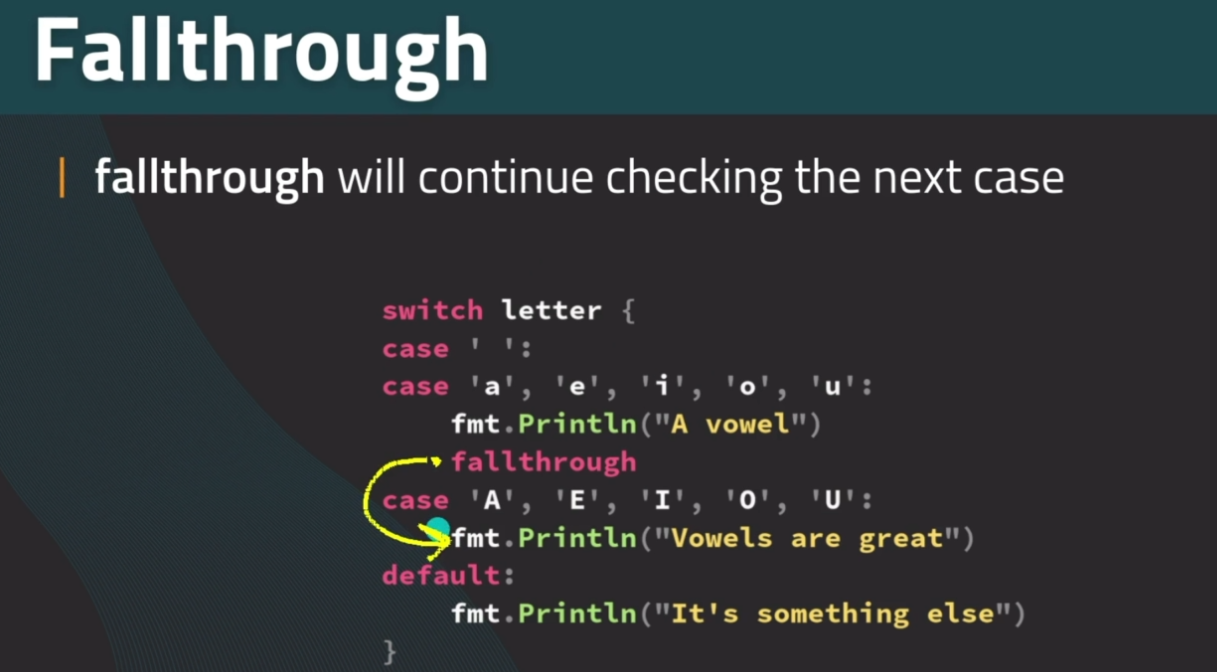 Fallthrough
fallthrough will continue checking the next case
switch letter {
case ' ':
case 'a', 'e', 'i', 'o', 'u':
    fmt.Println("A vowel")
    fallthrough
case 'A', 'E', 'I', 'O', 'U':
    fmt.Println("Vowels are great")
default:
    fmt.Println("It's something else")
}